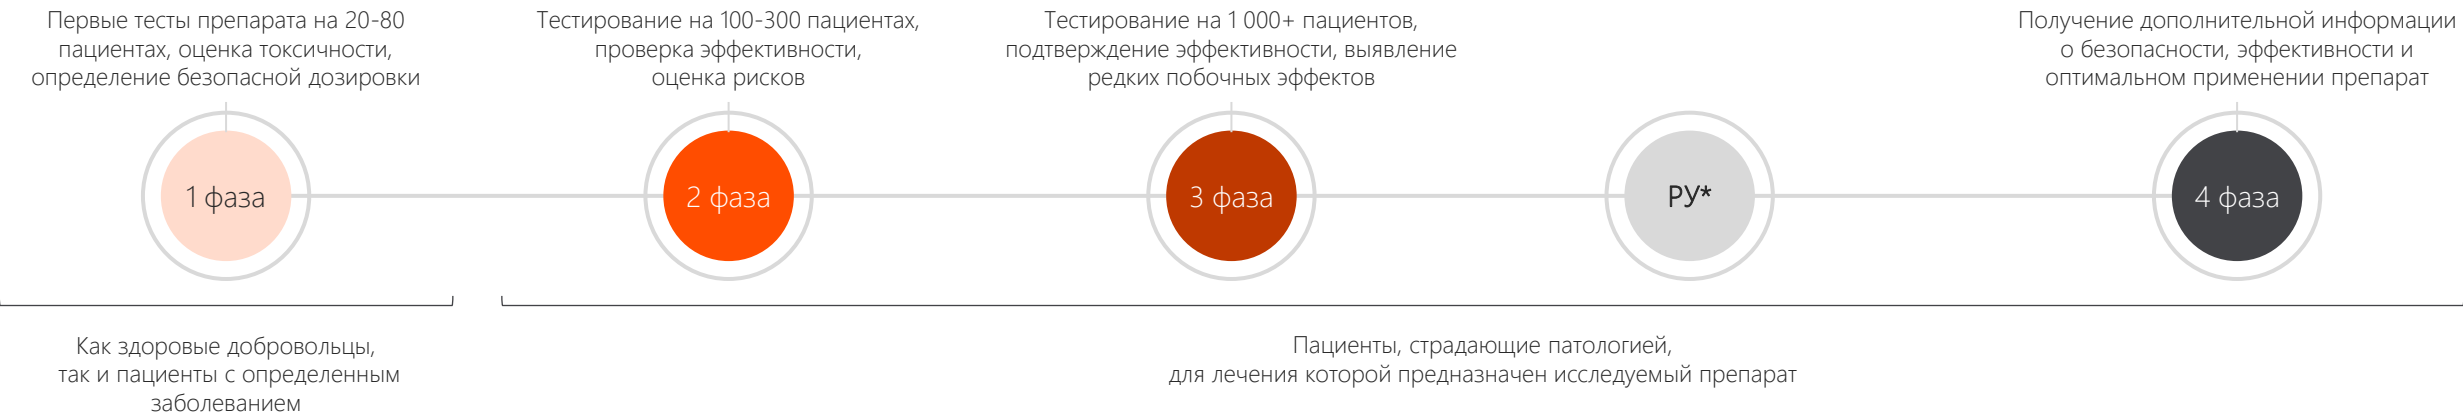 Первые тесты препарата на 20-80
пациентах, оценка токсичности,
определение безопасной дозировки
Тестирование на 100-300 пациентах,
проверка эффективности,
оценка рисков
Тестирование на 1 000+ пациентов,
подтверждение эффективности, выявление
редких побочных эффектов
Получение дополнительной информации
о безопасности, эффективности и
оптимальном применении препарат
1 фаза
2 фаза
3 фаза
РУ*
4 фаза
Как здоровые добровольцы,
так и пациенты с определенным
заболеванием
Пациенты, страдающие патологией,
для лечения которой предназначен исследуемый препарат